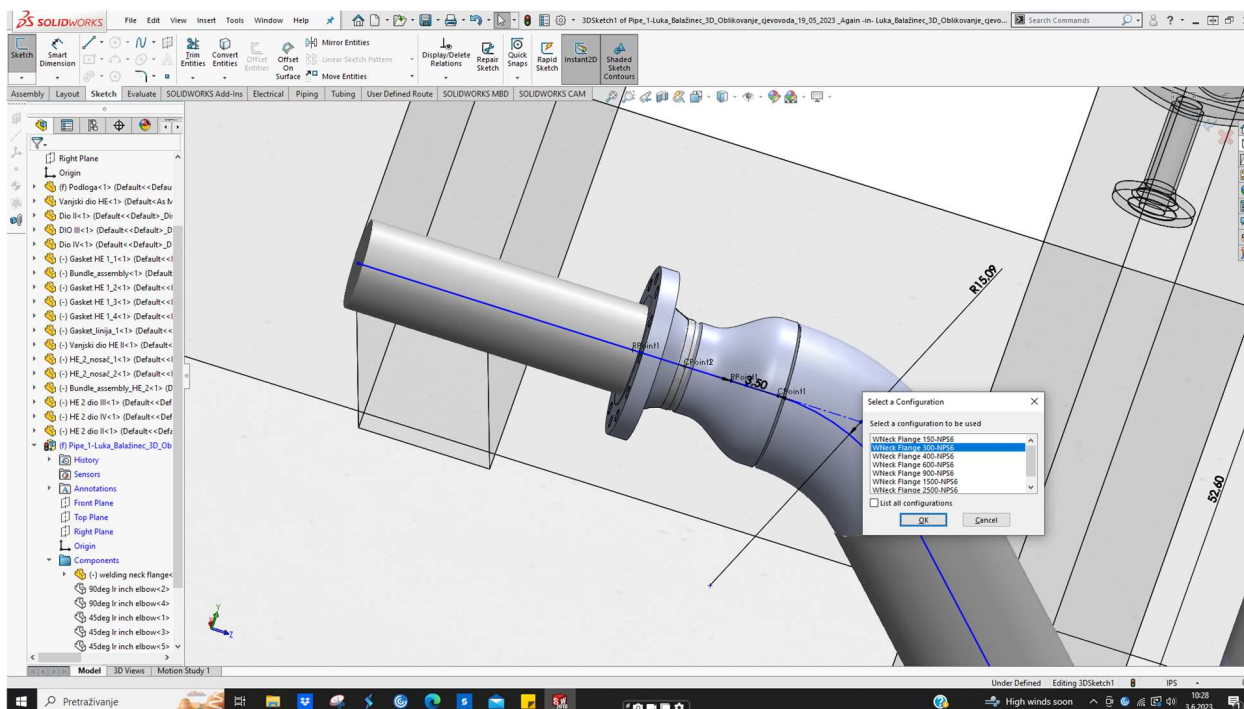 SOLIDWORKS
File Edit View Insert Tools Window Help
3DSketch1 of Pipe_1-Luka_Balažinec_3D_Oblikovanje_cjevovoda_19_05_2023 _Again -in- Luka_Balažinec_3D_Oblikovanje_cjevo...
Search Commands
Sketch
Smart Dimension
Trim Entities
Convert Entities
Offset Entities
Offset On Surface
Mirror Entities
Linear Sketch Pattern
Move Entities
Display/Delete Relations
Repair Sketch
Quick Snaps
Rapid Sketch
Instant2D
Shaded Sketch Contours
Assembly Layout Sketch Evaluate SOLIDWORKS Add-Ins Electrical Piping Tubing User Defined Route SOLIDWORKS MBD SOLIDWORKS CAM
Right Plane
Origin
(f) Podloga<1> (Default<<Defau
Vanjski dio HE<1> (Default<As M
Dio II<1> (Default<<Default>_Dis
DIO III<1> (Default<<Default>_D
Dio IV<1> (Default<<Default>_D
(-) Gasket HE 1_1<1> (Default<<I
(-) Bundle_assembly<1> (Default
(-) Gasket HE 1_2<1> (Default<<I
(-) Gasket HE 1_3<1> (Default<<I
(-) Gasket HE 1_4<1> (Default<<I
(-) Gasket_linija_1<1> (Default<<
(-) Vanjski dio HE II<1> (Default<
(-) HE_2_nosač_1<1> (Default<<I
(-) HE_2_nosač_2<1> (Default<<I
(-) Bundle_assembly_HE_2<1> (D
(-) HE 2 dio III<1> (Default<<Def
(-) HE 2 dio IV<1> (Default<<Def
(-) HE 2 dio II<1> (Default<<Defa
(f) Pipe_1-Luka_Balažinec_3D_Ob
History
Sensors
Annotations
Front Plane
Top Plane
Right Plane
Origin
Components
(-) welding neck flange<
90deg lr inch elbow<2>
90deg lr inch elbow<4>
45deg lr inch elbow<1>
45deg lr inch elbow<3>
45deg lr inch elbow<5>
RPoint1
CPoint2
RPoint1
3.50
CPoint1
R15.09
52.60
Y
Z
Select a Configuration
Select a configuration to be used
WNeck Flange 150-NPS6
WNeck Flange 300-NPS6
WNeck Flange 400-NPS6
WNeck Flange 600-NPS6
WNeck Flange 900-NPS6
WNeck Flange 1500-NPS6
WNeck Flange 2500-NPS6
List all configurations
OK Cancel
Model 3D Views Motion Study 1
Under Defined Editing 3DSketch1 IPS
Pretraživanje
High winds soon
10:28
3.6.2023.